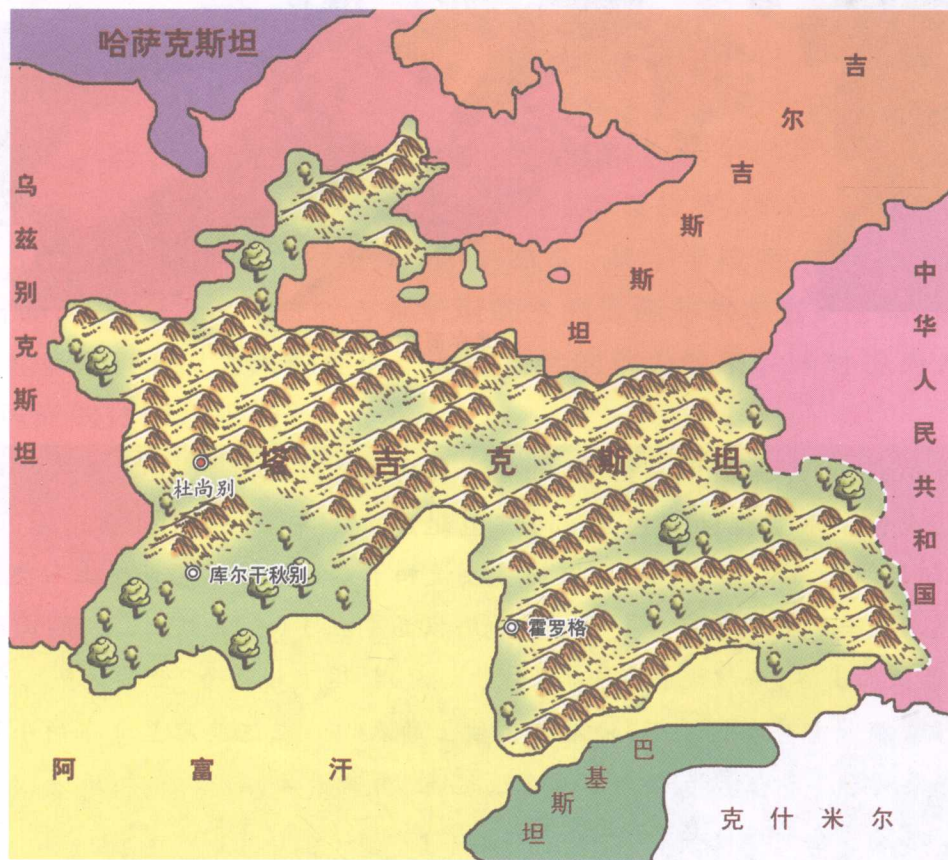 哈萨克斯坦
吉尔吉斯斯坦
乌兹别克斯坦
中华人民共和国
塔吉克斯坦
杜尚别
库尔干秋别
霍罗格
阿富汗
巴基斯坦
克什米尔